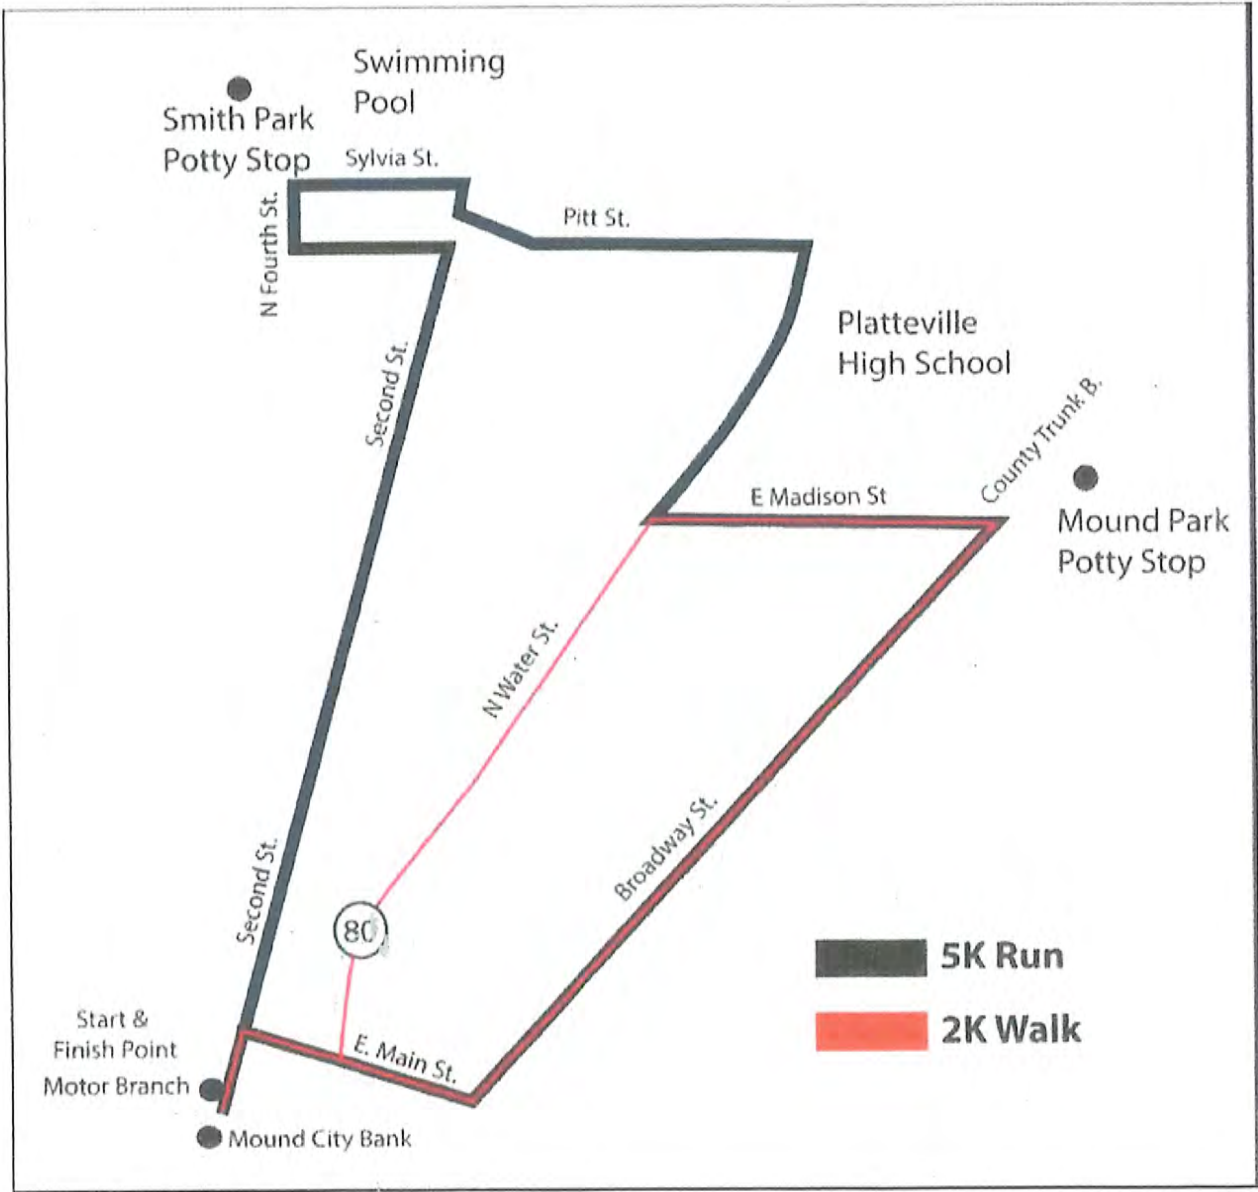 Swimming
Pool
Smith Park
Potty Stop
Sylvia St.
N Fourth St.
Pitt St.
Platteville
High School
Second St.
County Trunk B.
E Madison St
Mound Park
Potty Stop
N Water St.
Broadway St.
Second St.
80
5K Run
2K Walk
Start &
Finish Point
Motor Branch
E. Main St.
Mound City Bank